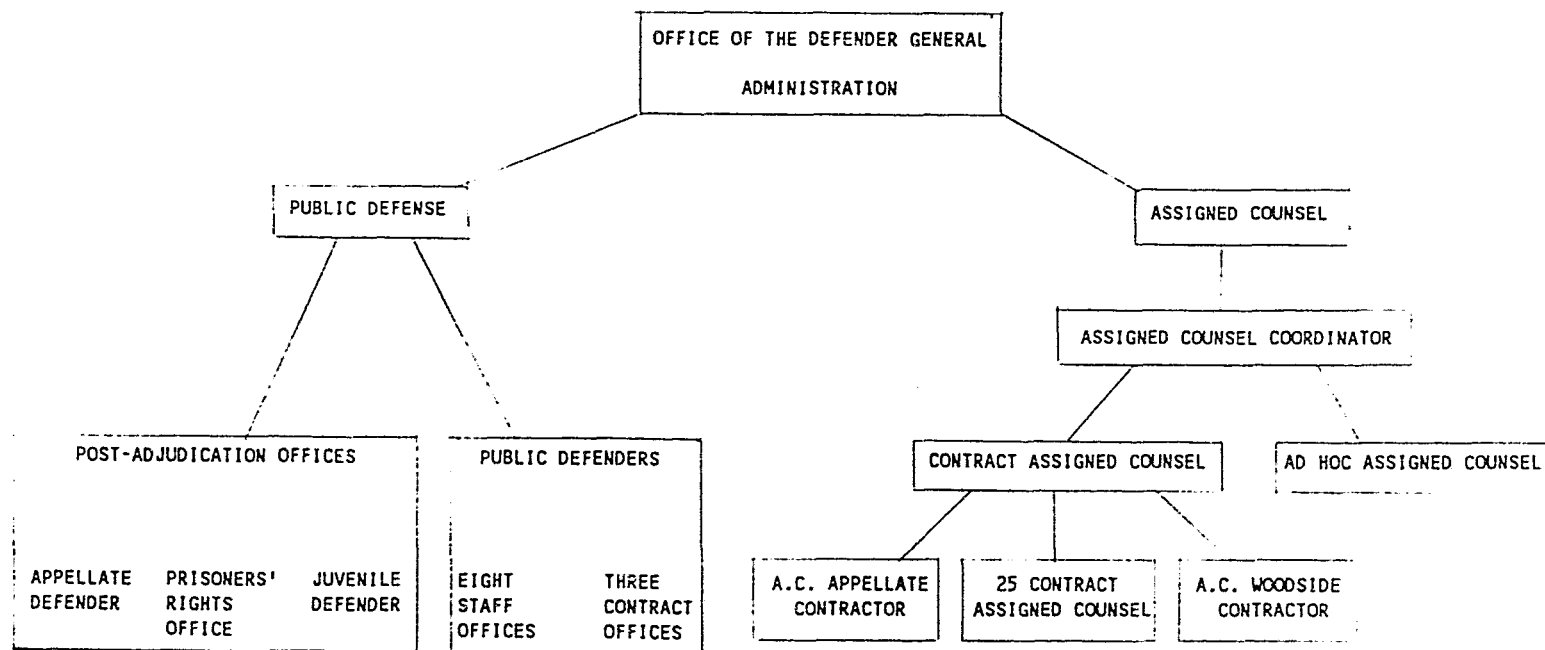 OFFICE OF THE DEFENDER GENERAL
ADMINISTRATION
PUBLIC DEFENSE
ASSIGNED COUNSEL
ASSIGNED COUNSEL COORDINATOR
POST-ADJUDICATION OFFICES
PUBLIC DEFENDERS
CONTRACT ASSIGNED COUNSEL
AD HOC ASSIGNED COUNSEL
APPELLATE
DEFENDER
PRISONERS'
RIGHTS
OFFICE
JUVENILE
DEFENDER
EIGHT
STAFF
OFFICES
THREE
CONTRACT
OFFICES
A.C. APPELLATE
CONTRACTOR
25 CONTRACT
ASSIGNED COUNSEL
A.C. WOODSIDE
CONTRACTOR